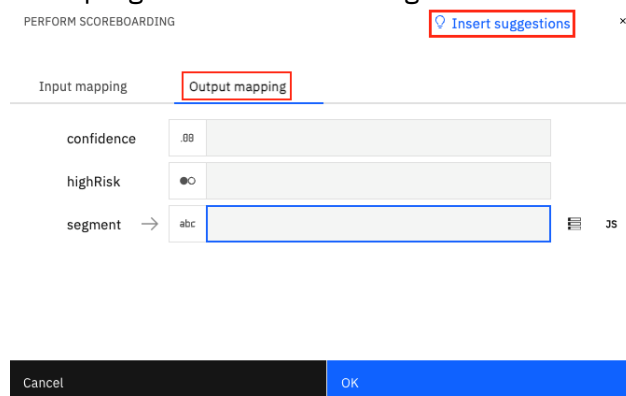 PERFORM SCOREBOARDING
Insert suggestions ×
Input mapping Output mapping
confidence .00
highRisk
segment → abc JS
Cancel OK